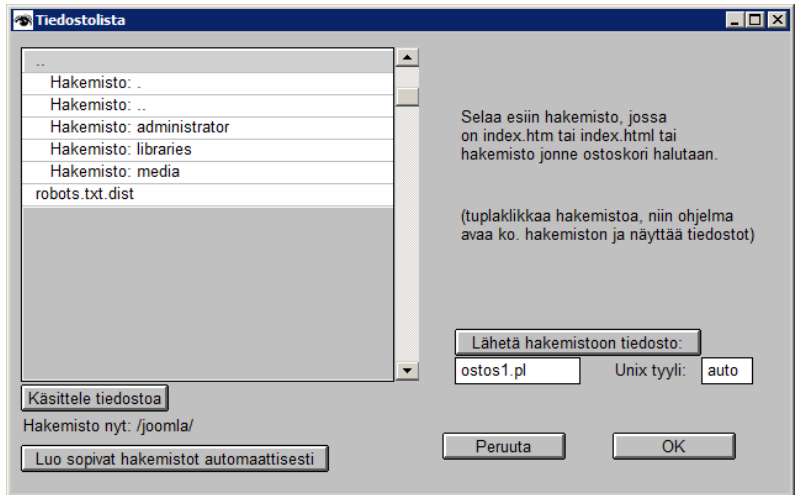 Tiedostolista
..
Hakemisto: .
Hakemisto: ..
Hakemisto: administrator
Hakemisto: libraries
Hakemisto: media
robots.txt.dist
Selaa esiin hakemisto, jossa
on index.htm tai index.html tai
hakemisto jonne ostoskori halutaan.
(tuplaklikkaa hakemistoa, niin ohjelma
avaa ko. hakemiston ja näyttää tiedostot)
Lähetä hakemistoon tiedosto:
ostos1.pl Unix tyyli: auto
Käsittele tiedostoa
Hakemisto nyt: /joomla/
Luo sopivat hakemistot automaattisesti
Peruuta OK